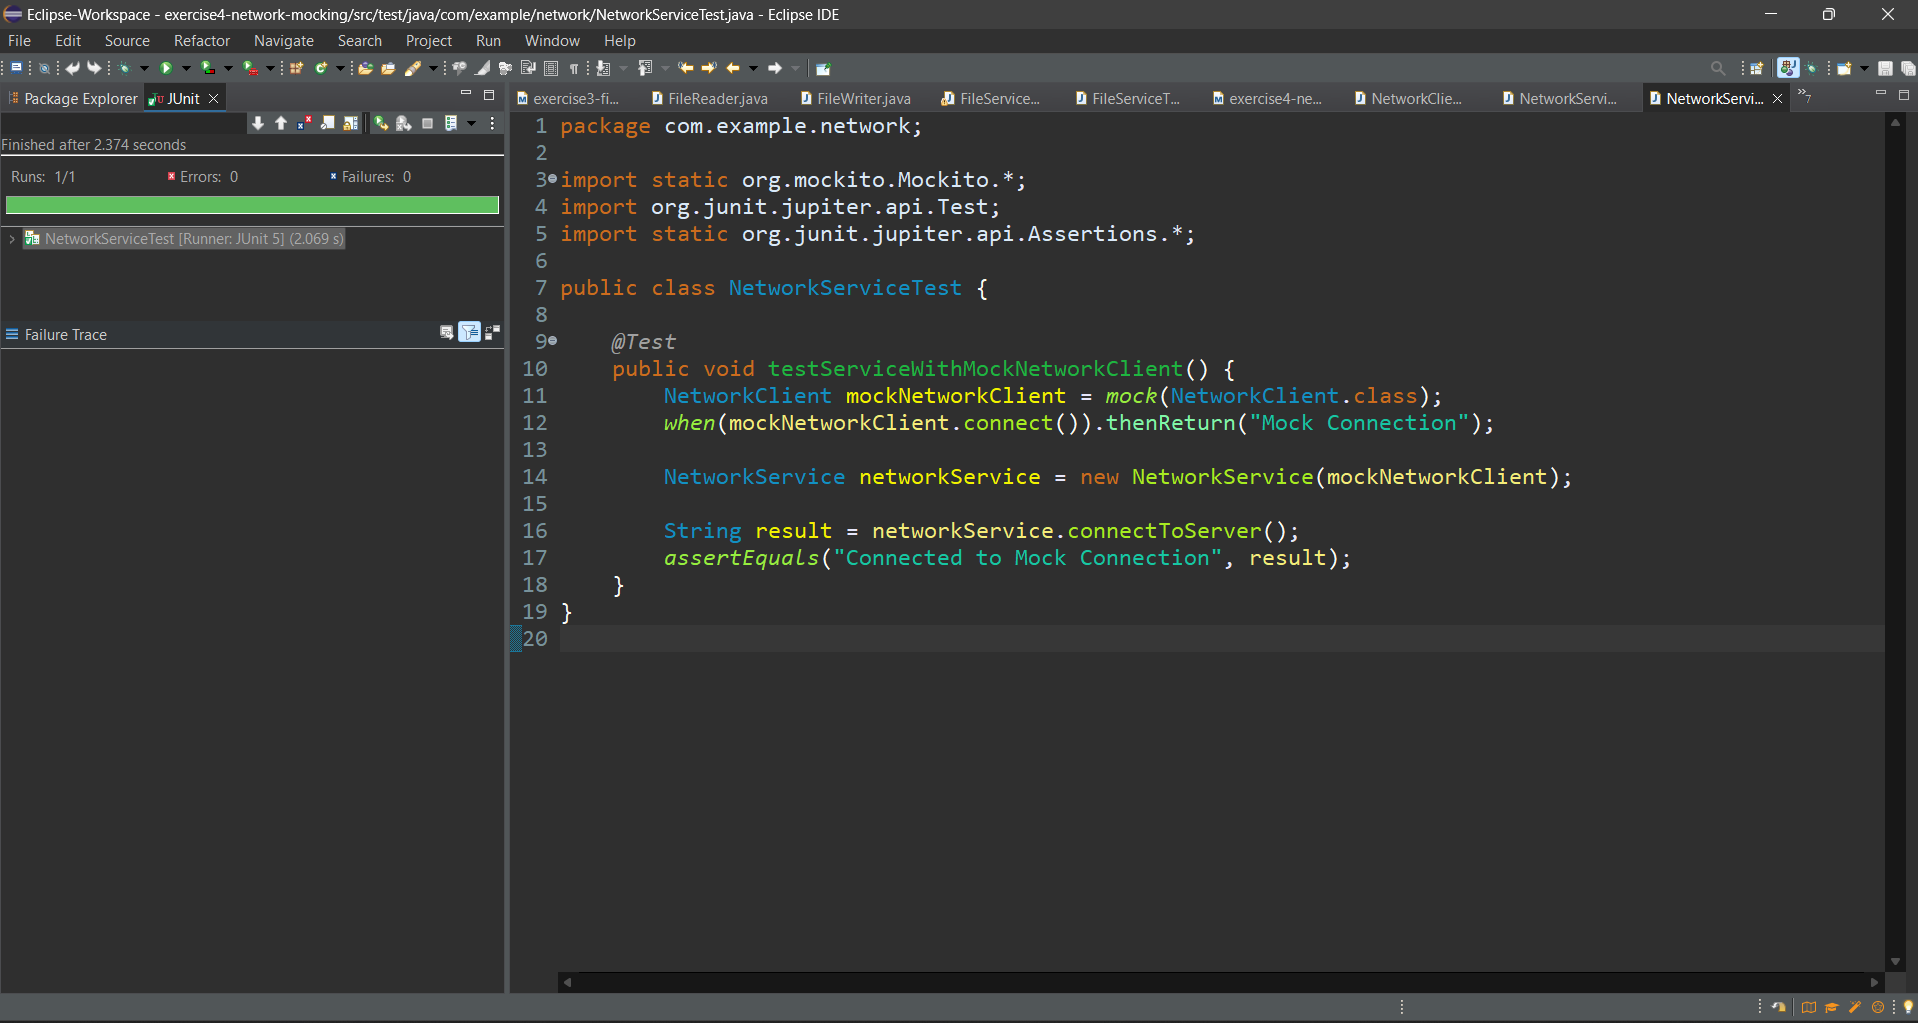 Eclipse-Workspace - exercise4-network-mocking/src/test/java/com/example/network/NetworkServiceTest.java - Eclipse IDE
File Edit Source Refactor Navigate Search Project Run Window Help
Package Explorer JUnit
Finished after 2.374 seconds
Runs: 1/1 Errors: 0 Failures: 0
NetworkServiceTest [Runner: JUnit 5] (2.069 s)
Failure Trace
exercise3-fi... FileReader.java FileWriter.java FileService... FileServiceT... exercise4-ne... NetworkClie... NetworkServi... NetworkServi... »7
1 package com.example.network;
2
3 import static org.mockito.Mockito.*;
4 import org.junit.jupiter.api.Test;
5 import static org.junit.jupiter.api.Assertions.*;
6
7 public class NetworkServiceTest {
8
9     @Test
10     public void testServiceWithMockNetworkClient() {
11         NetworkClient mockNetworkClient = mock(NetworkClient.class);
12         when(mockNetworkClient.connect()).thenReturn("Mock Connection");
13
14         NetworkService networkService = new NetworkService(mockNetworkClient);
15
16         String result = networkService.connectToServer();
17         assertEquals("Connected to Mock Connection", result);
18     }
19 }
20